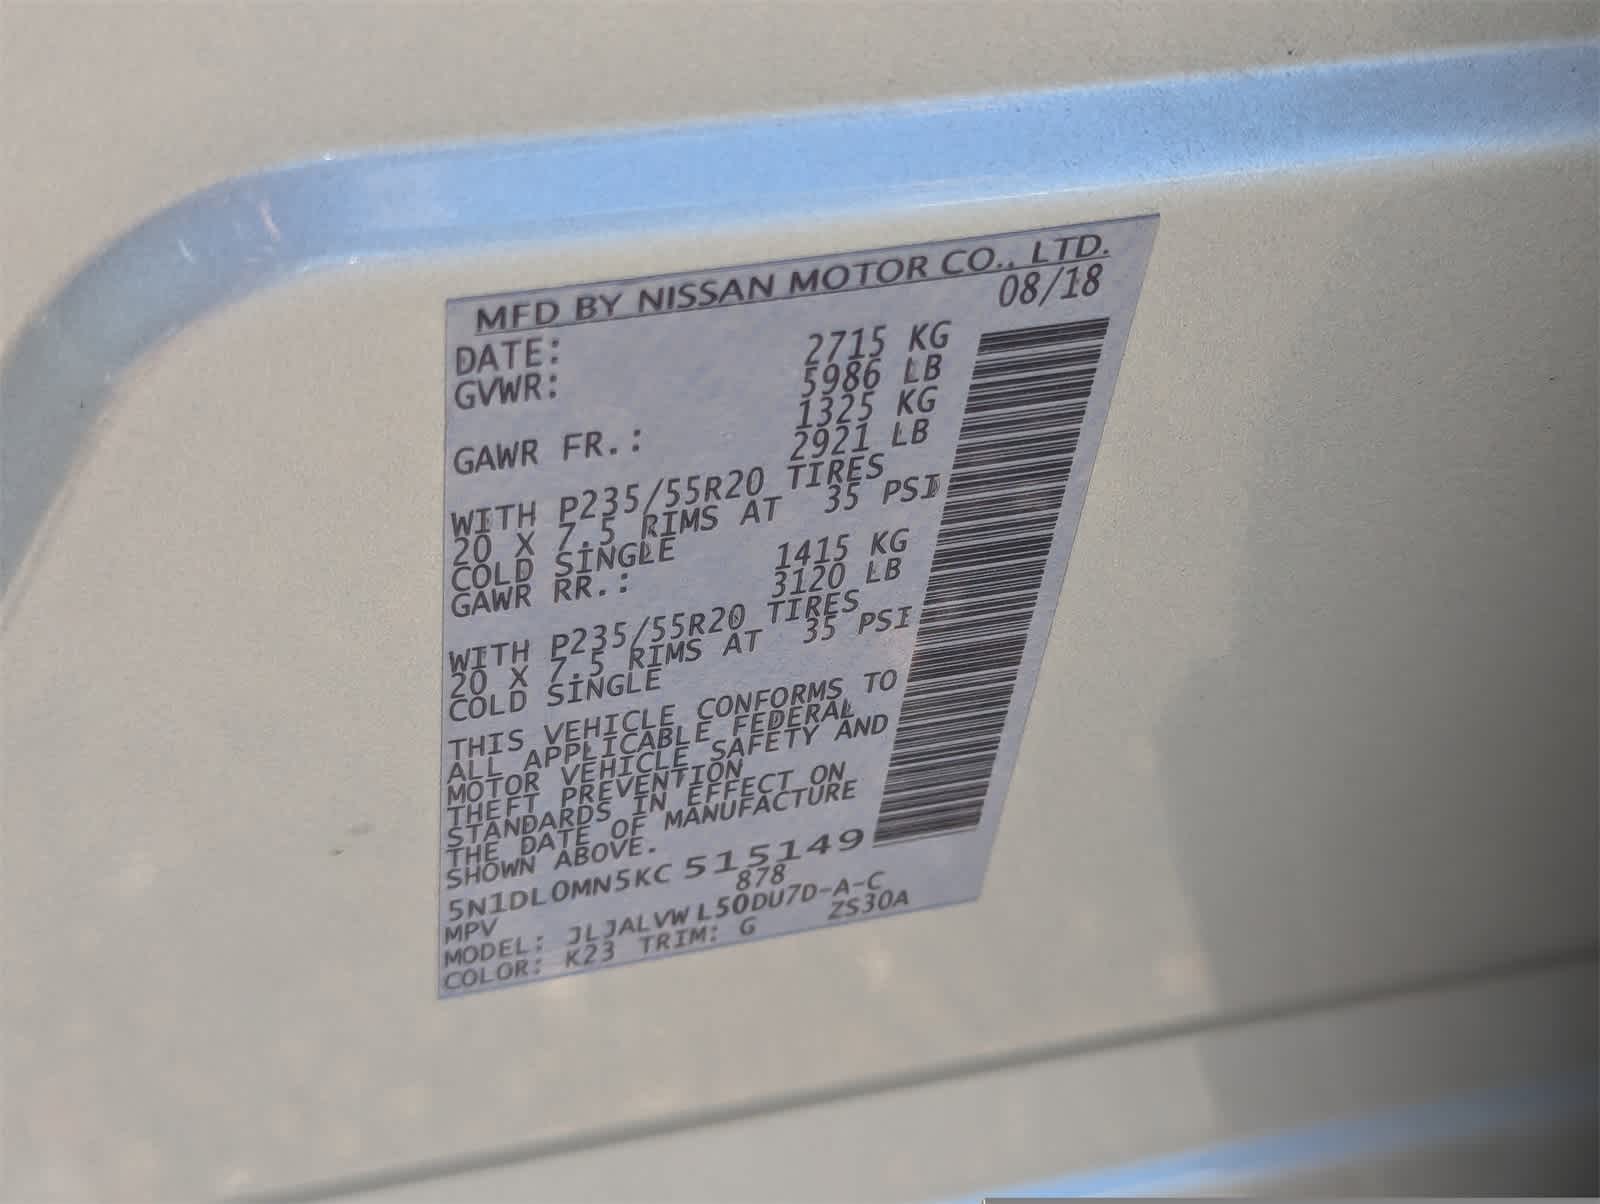 MFD BY NISSAN MOTOR CO., LTD.
DATE: 08/18
GVWR: 2715 KG
5986 LB
GAWR FR.: 1325 KG
2921 LB
WITH P235/55R20 TIRES
20 X 7.5 RIMS AT 35 PSI
COLD SINGLE
GAWR RR.: 1415 KG
3120 LB
WITH P235/55R20 TIRES
20 X 7.5 RIMS AT 35 PSI
COLD SINGLE
THIS VEHICLE CONFORMS TO
ALL APPLICABLE FEDERAL
MOTOR VEHICLE SAFETY AND
THEFT PREVENTION
STANDARDS IN EFFECT ON
THE DATE OF MANUFACTURE
SHOWN ABOVE.
5N1DL0MN5KC 515149
MPV 878
MODEL: JLJALVW L50DU7D-A-C
COLOR: K23 TRIM: G ZS30A